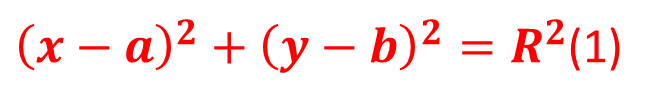 (x − a)² + (y − b)² = R²(1)